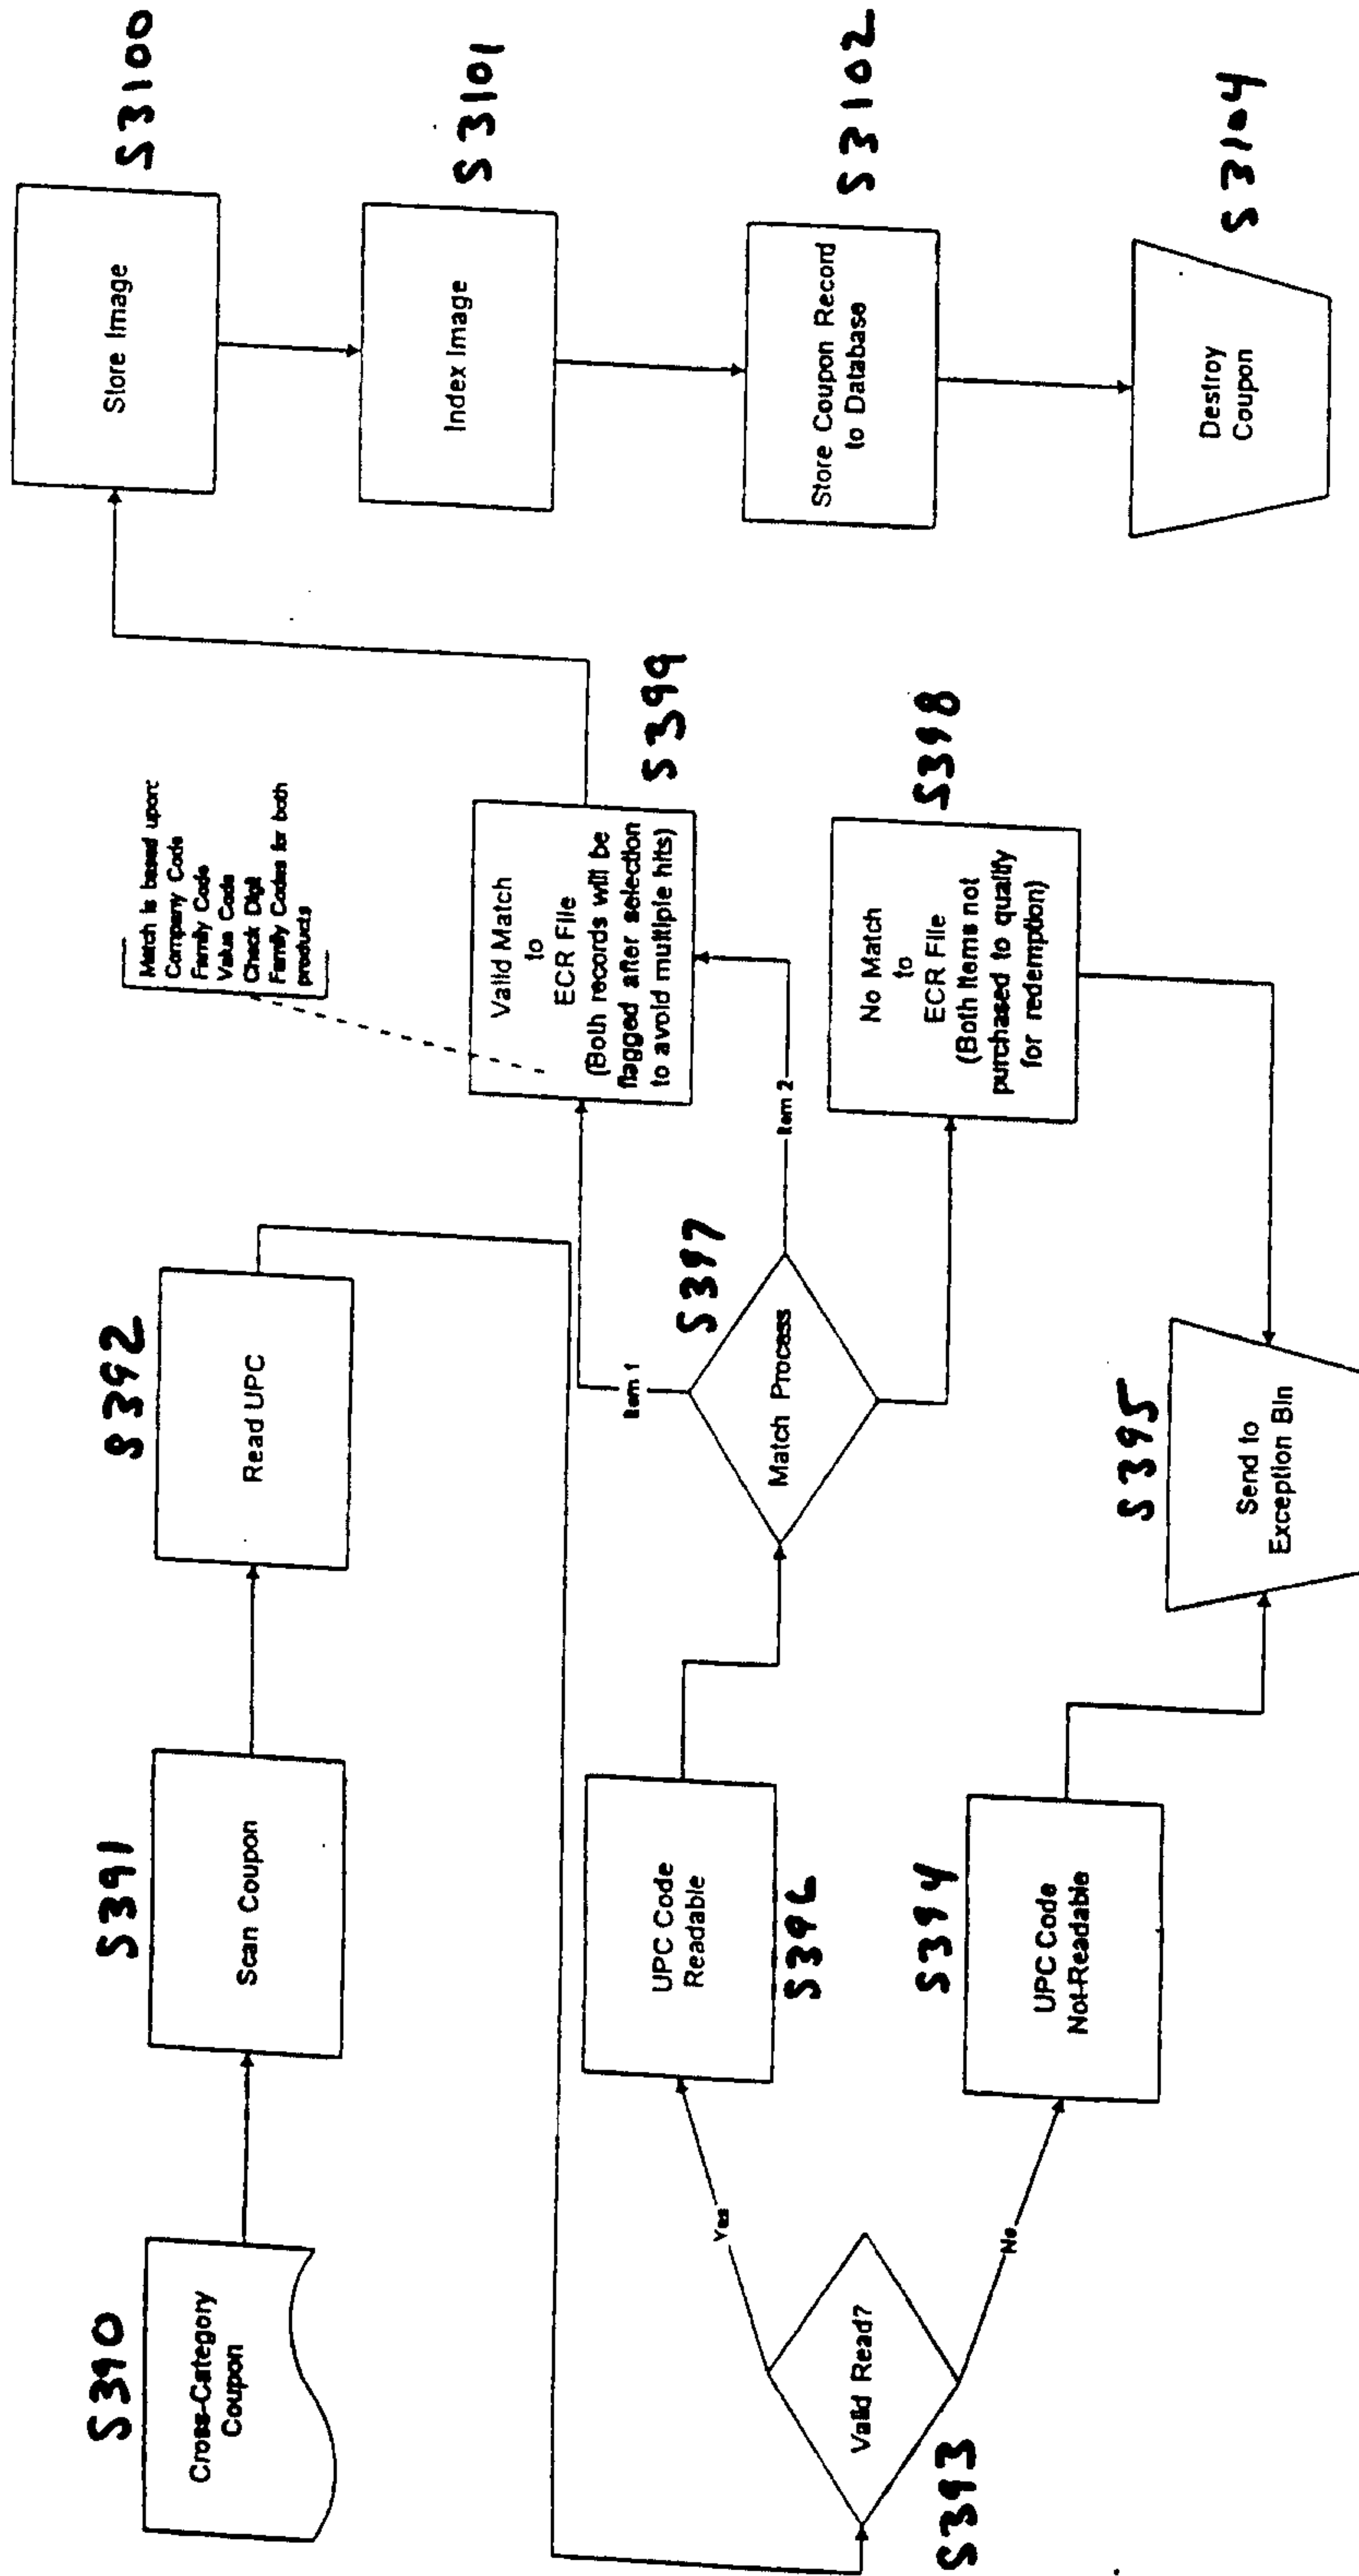 S390
Cross-Category
Coupon
S391
Scan Coupon
S392
Read UPC
S393
Valid Read?
Yes
No
UPC Code
Readable
S396
S394
UPC Code
Not-Readable
S395
Send to
Exception Bin
S397
Match Process
Item 1
Item 2
Match is based upon:
Company Code
Family Code
Value Code
Check Digit
Family Codes for both
products
Valid Match
to
ECR File
(Both records will be
flagged after selection
to avoid multiple hits)
S399
No Match
to
ECR File
(Both Items not
purchased to qualify
for redemption)
S398
Store Image
S3100
Index Image
S3101
Store Coupon Record
to Database
S3102
Destroy
Coupon
S3104